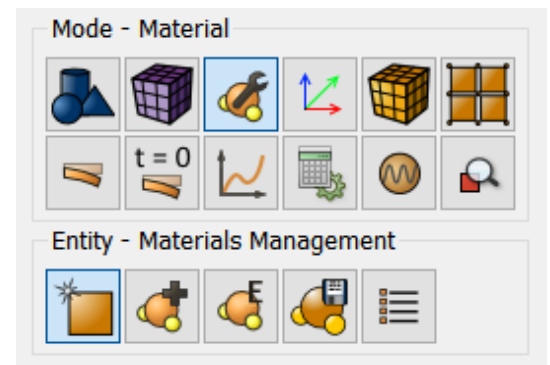 Mode - Material
t = 0
Entity - Materials Management
E